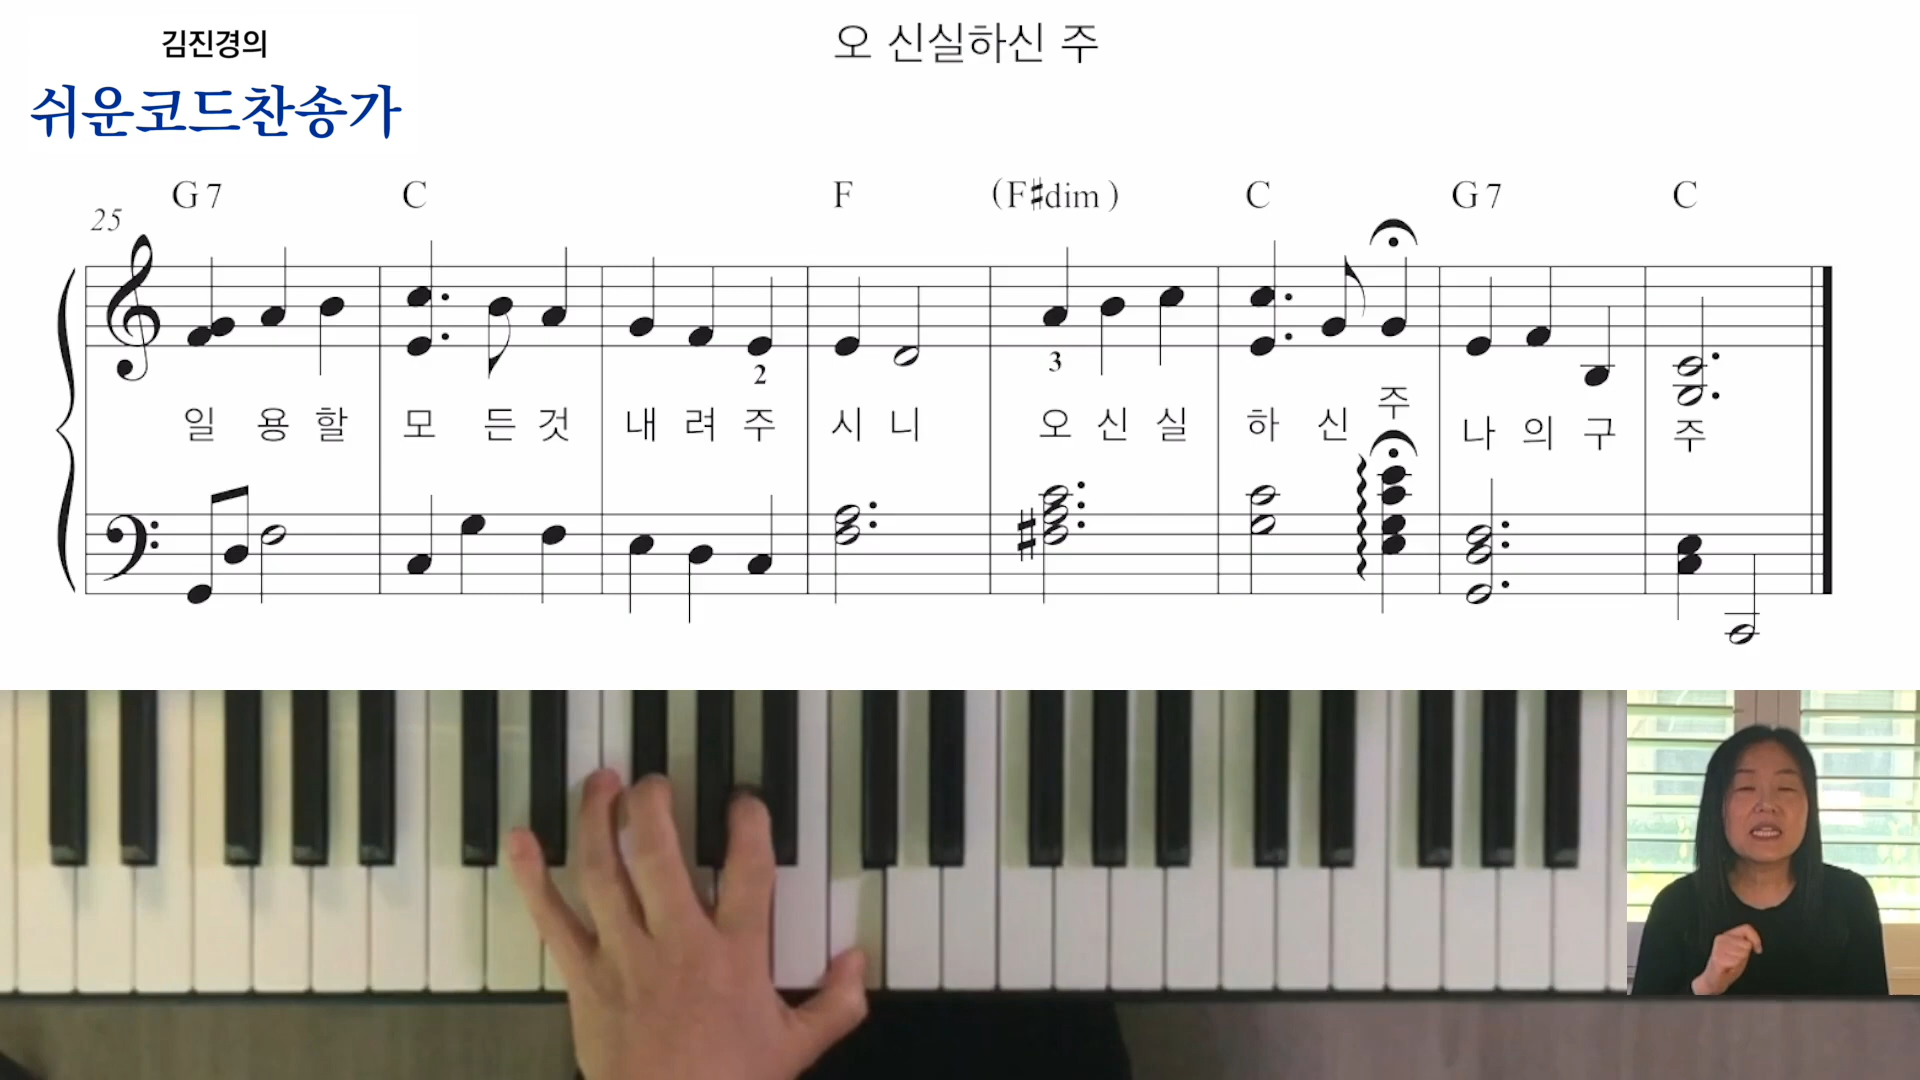 김진경의
쉬운코드찬송가
오 신실하신 주
G7 C F (F♯dim) C G7 C
25
2 3
일 용 할 모 든 것 내 려 주 시 니 오 신 실 하 신 주 나 의 구 주